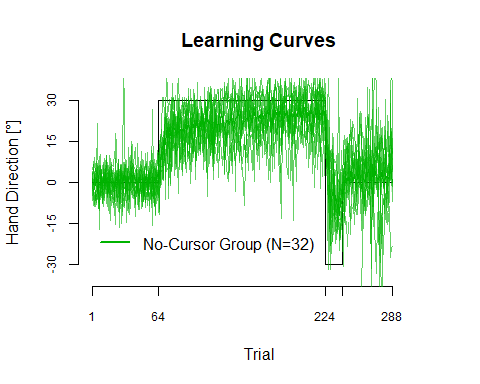 Learning Curves
Hand Direction [°]
30
15
0
-15
-30
No-Cursor Group (N=32)
1 64 224 288
Trial